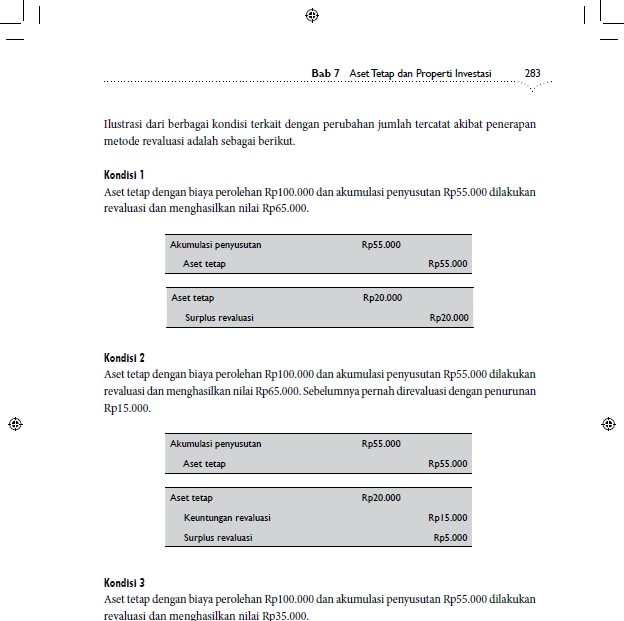 Bab 7 Aset Tetap dan Properti Investasi 283
Ilustrasi dari berbagai kondisi terkait dengan perubahan jumlah tercatat akibat penerapan
metode revaluasi adalah sebagai berikut.
Kondisi 1
Aset tetap dengan biaya perolehan Rp100.000 dan akumulasi penyusutan Rp55.000 dilakukan
revaluasi dan menghasilkan nilai Rp65.000.
Akumulasi penyusutan Rp55.000
Aset tetap Rp55.000
Aset tetap Rp20.000
Surplus revaluasi Rp20.000
Kondisi 2
Aset tetap dengan biaya perolehan Rp100.000 dan akumulasi penyusutan Rp55.000 dilakukan
revaluasi dan menghasilkan nilai Rp65.000. Sebelumnya pernah direvaluasi dengan penurunan
Rp15.000.
Akumulasi penyusutan Rp55.000
Aset tetap Rp55.000
Aset tetap Rp20.000
Keuntungan revaluasi Rp15.000
Surplus revaluasi Rp5.000
Kondisi 3
Aset tetap dengan biaya perolehan Rp100.000 dan akumulasi penyusutan Rp55.000 dilakukan
revaluasi dan menghasilkan nilai Rp35.000.